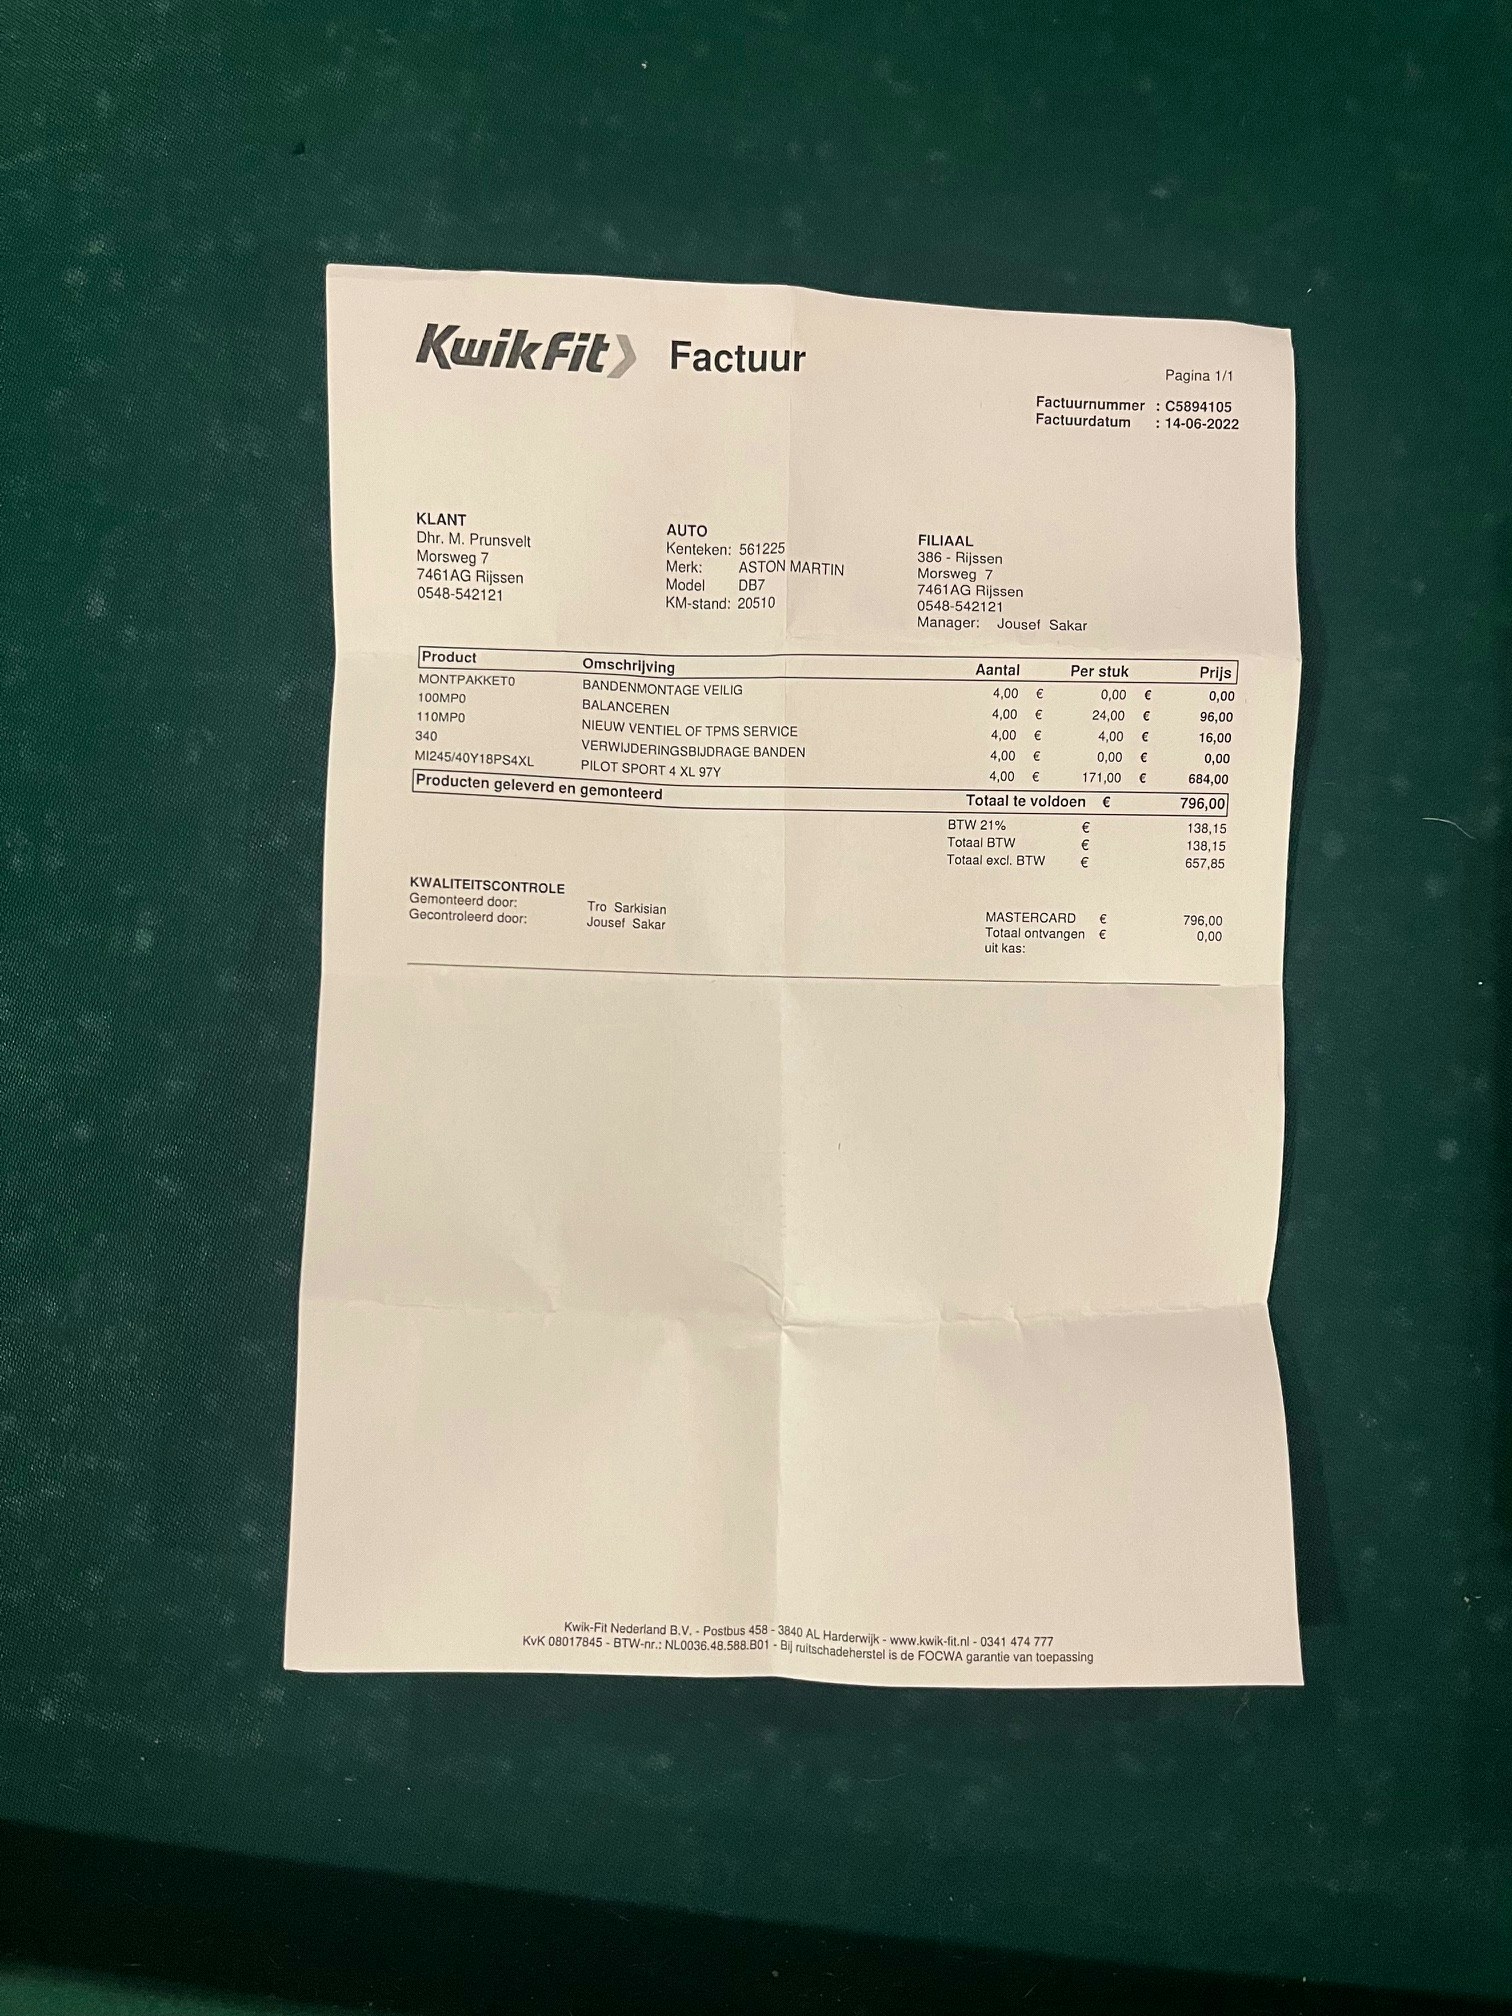 KwikFit Factuur
Pagina 1/1
Factuurnummer : C5894105
Factuurdatum : 14-06-2022
KLANT
Dhr. M. Prunsvelt
Morsweg 7
7461AG Rijssen
0548-542121
AUTO
Kenteken: 561225
Merk: ASTON MARTIN
Model DB7
KM-stand: 20510
FILIAAL
386 - Rijssen
Morsweg 7
7461AG Rijssen
0548-542121
Manager: Jousef Sakar
Product Omschrijving Aantal Per stuk Prijs
MONTPAKKET0 BANDENMONTAGE VEILIG 4,00 € 0,00 € 0,00
100MP0 BALANCEREN 4,00 € 24,00 € 96,00
110MP0 NIEUW VENTIEL OF TPMS SERVICE 4,00 € 4,00 € 16,00
340 VERWIJDERINGSBIJDRAGE BANDEN 4,00 € 0,00 € 0,00
MI245/40Y18PS4XL PILOT SPORT 4 XL 97Y 4,00 € 171,00 € 684,00
Producten geleverd en gemonteerd Totaal te voldoen € 796,00
BTW 21% € 138,15
Totaal BTW € 138,15
Totaal excl. BTW € 657,85
KWALITEITSCONTROLE
Gemonteerd door: Tro Sarkisian
Gecontroleerd door: Jousef Sakar
MASTERCARD € 796,00
Totaal ontvangen € 0,00
uit kas:
Kwik-Fit Nederland B.V. - Postbus 458 - 3840 AL Harderwijk - www.kwik-fit.nl - 0341 474 777
KvK 08017845 - BTW-nr.: NL0036.48.588.B01 - Bij ruitschadeherstel is de FOCWA garantie van toepassing